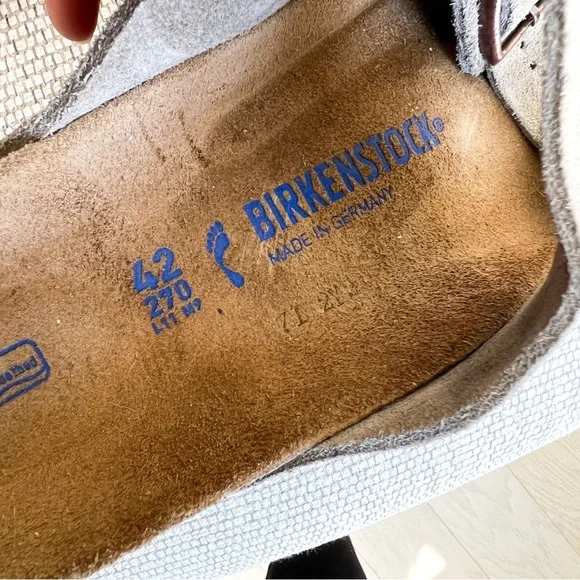 BIRKENSTOCK®
MADE IN GERMANY
42
270
L11 M9